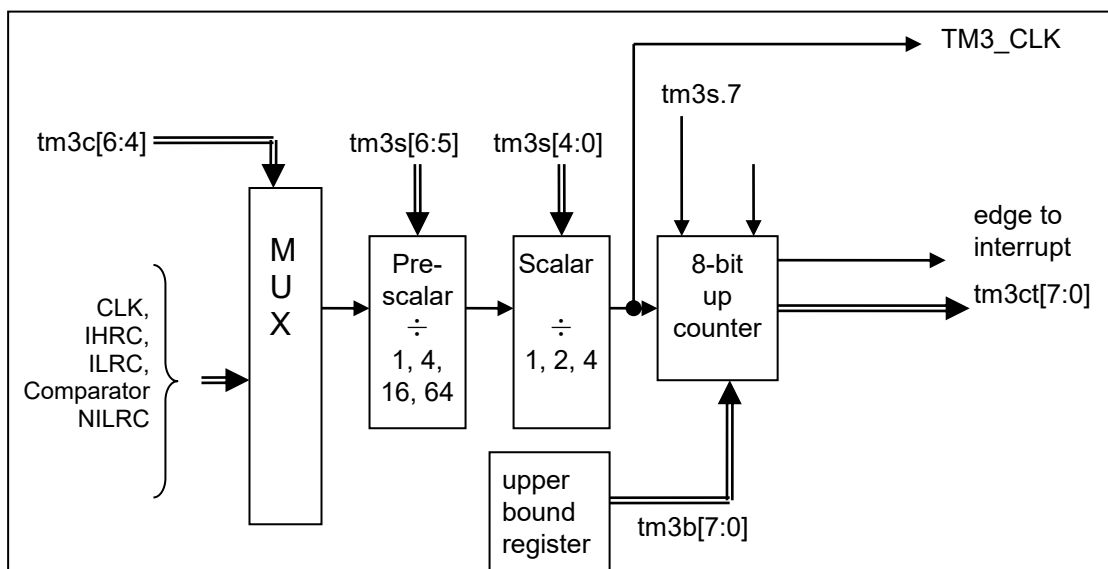 TM3_CLK
tm3s.7
tm3c[6:4]
tm3s[6:5]
tm3s[4:0]
M
U
X
Pre-
scalar
÷
1, 4,
16, 64
Scalar
÷
1, 2, 4
8-bit
up
counter
edge to
interrupt
tm3ct[7:0]
CLK,
IHRC,
ILRC,
Comparator
NILRC
upper
bound
register
tm3b[7:0]